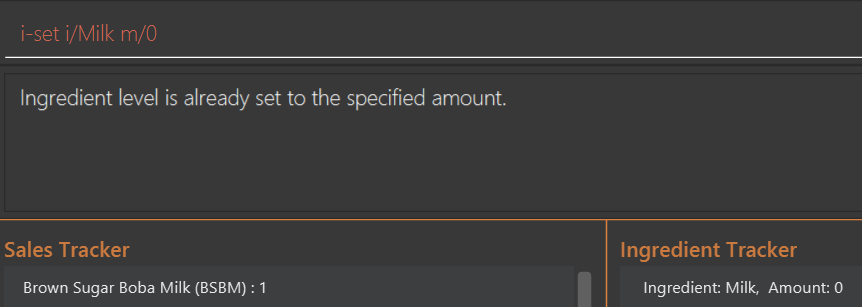 i-set i/Milk m/0
Ingredient level is already set to the specified amount.
Sales Tracker
Ingredient Tracker
Brown Sugar Boba Milk (BSBM) : 1
Ingredient: Milk,  Amount: 0